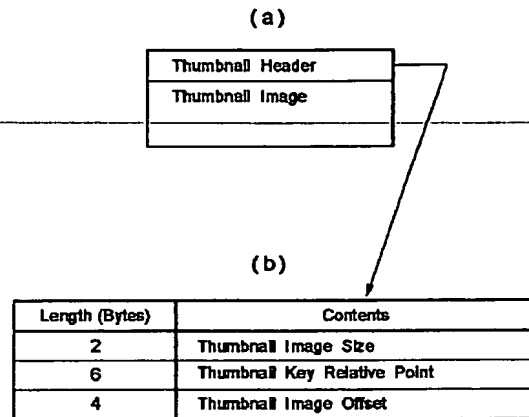 (a)
Thumbnail Header
Thumbnail Image
(b)
Length (Bytes) Contents
2 Thumbnail Image Size
6 Thumbnail Key Relative Point
4 Thumbnail Image Offset